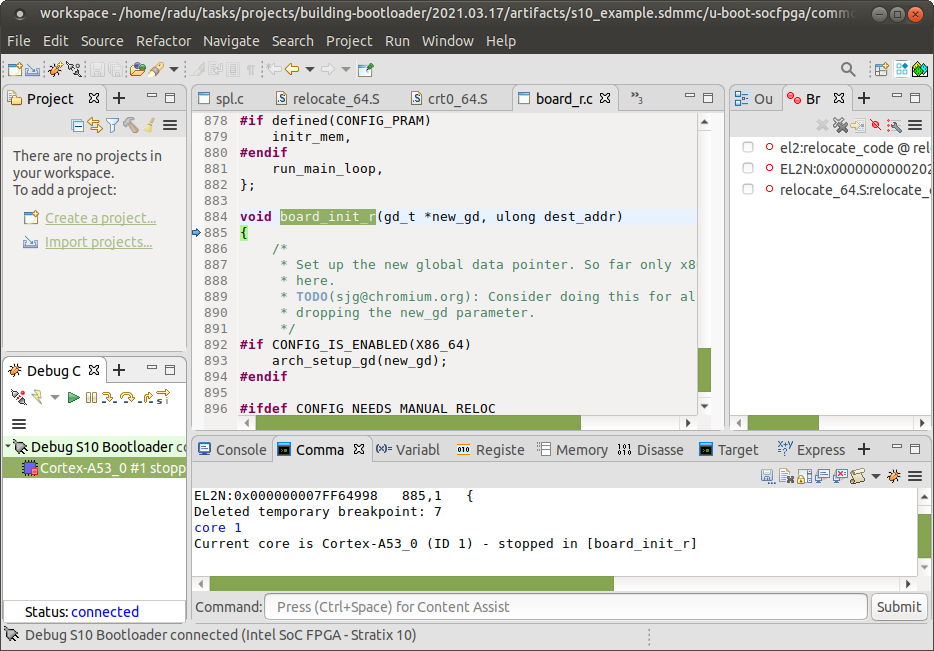 workspace - /home/radu/tasks/projects/building-bootloader/2021.03.17/artifacts/s10_example.sdmmc/u-boot-socfpga/commo
File Edit Source Refactor Navigate Search Project Run Window Help
Project
There are no projects in
your workspace.
To add a project:
Create a project...
Import projects...
spl.c relocate_64.S crt0_64.S board_r.c »3
878 #if defined(CONFIG_PRAM)
879 initr_mem,
880 #endif
881 run_main_loop,
882 };
883
884 void board_init_r(gd_t *new_gd, ulong dest_addr)
885 {
886 /*
887 * Set up the new global data pointer. So far only x8
888 * here.
889 * TODO(sjg@chromium.org): Consider doing this for al
890 * dropping the new_gd parameter.
891 */
892 #if CONFIG_IS_ENABLED(X86_64)
893 arch_setup_gd(new_gd);
894 #endif
895
896 #ifdef CONFIG_NEEDS_MANUAL_RELOC
Ou Br
el2:relocate_code @ relo
EL2N:0x0000000000202
relocate_64.S:relocate_
Debug C
Debug S10 Bootloader co
Cortex-A53_0 #1 stopp
Status: connected
Console Comma Variabl Registe Memory Disasse Target Express
EL2N:0x000000007FF64998 885,1 {
Deleted temporary breakpoint: 7
core 1
Current core is Cortex-A53_0 (ID 1) - stopped in [board_init_r]
Command: Press (Ctrl+Space) for Content Assist Submit
Debug S10 Bootloader connected (Intel SoC FPGA - Stratix 10)